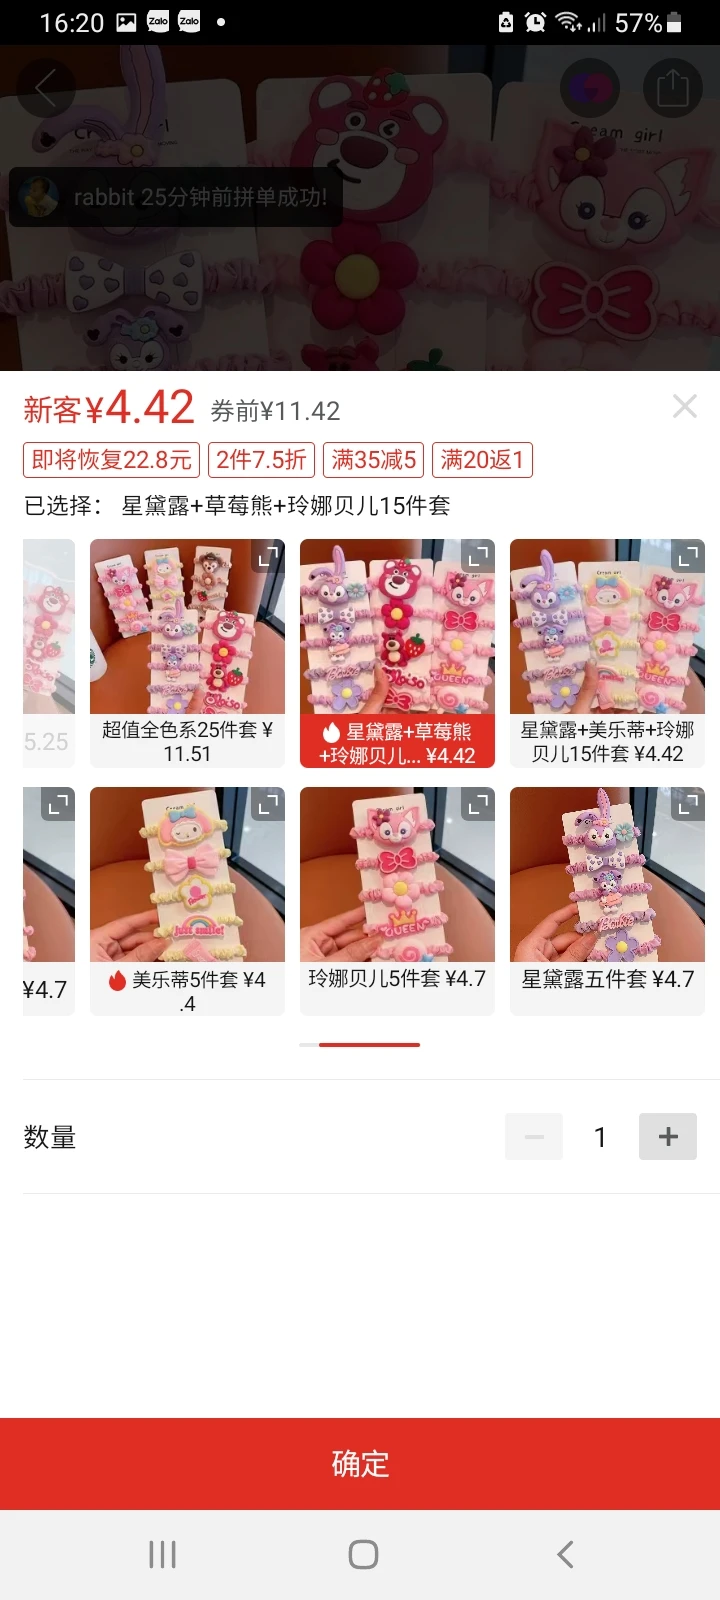 16:20
Zalo Zalo
57%
Cream girl
rabbit 25分钟前拼单成功!
新客¥4.42 券前¥11.42
即将恢复22.8元 2件7.5折 满35减5 满20返1
已选择： 星黛露+草莓熊+玲娜贝儿15件套
5.25
超值全色系25件套 ¥
11.51
星黛露+草莓熊
+玲娜贝儿... ¥4.42
星黛露+美乐蒂+玲娜
贝儿15件套 ¥4.42
¥4.7
美乐蒂5件套 ¥4
.4
玲娜贝儿5件套 ¥4.7
星黛露五件套 ¥4.7
数量
1
确定